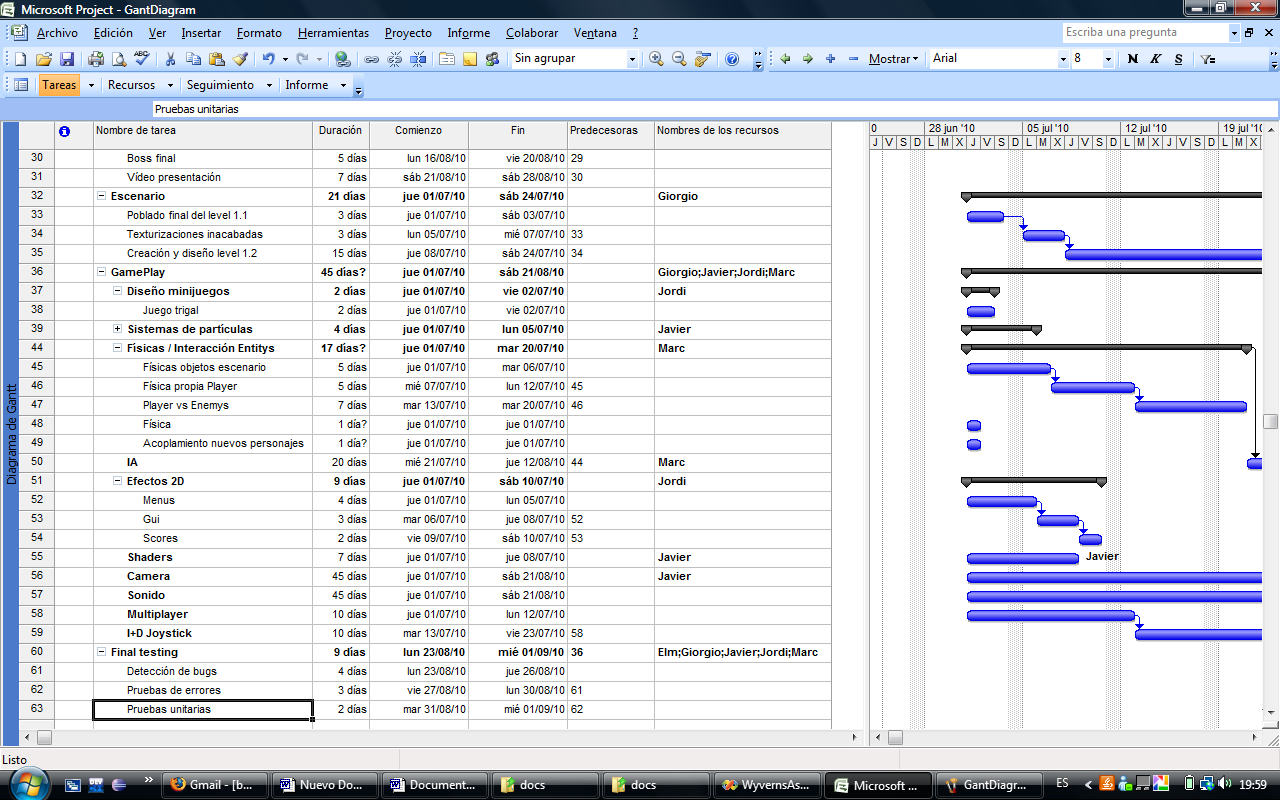 Microsoft Project - GantDiagram
Archivo Edición Ver Insertar Formato Herramientas Proyecto Informe Colaborar Ventana ? Escriba una pregunta
Sin agrupar Mostrar Arial 8 N K S
Tareas Recursos Seguimiento Informe
Pruebas unitarias
Nombre de tarea Duración Comienzo Fin Predecesoras Nombres de los recursos 0 28 jun '10 05 jul '10 12 jul '10 19 jul '10
J V S D L M X J V S D L M X J V S D L M X J V S D L M X
30 Boss final 5 días lun 16/08/10 vie 20/08/10 29
31 Vídeo presentación 7 días sáb 21/08/10 sáb 28/08/10 30
32 Escenario 21 días jue 01/07/10 sáb 24/07/10 Giorgio
33 Poblado final del level 1.1 3 días jue 01/07/10 sáb 03/07/10
34 Texturizaciones inacabadas 3 días lun 05/07/10 mié 07/07/10 33
35 Creación y diseño level 1.2 15 días jue 08/07/10 sáb 24/07/10 34
36 GamePlay 45 días? jue 01/07/10 sáb 21/08/10 Giorgio;Javier;Jordi;Marc
37 Diseño minijuegos 2 días jue 01/07/10 vie 02/07/10 Jordi
38 Juego trigal 2 días jue 01/07/10 vie 02/07/10
39 Sistemas de partículas 4 días jue 01/07/10 lun 05/07/10 Javier
44 Físicas / Interacción Entitys 17 días? jue 01/07/10 mar 20/07/10 Marc
45 Físicas objetos escenario 5 días jue 01/07/10 mar 06/07/10
46 Física propia Player 5 días mié 07/07/10 lun 12/07/10 45
47 Player vs Enemys 7 días mar 13/07/10 mar 20/07/10 46
48 Física 1 día? jue 01/07/10 jue 01/07/10
49 Acoplamiento nuevos personajes 1 día? jue 01/07/10 jue 01/07/10
50 IA 20 días mié 21/07/10 jue 12/08/10 44 Marc
51 Efectos 2D 9 días jue 01/07/10 sáb 10/07/10 Jordi
52 Menus 4 días jue 01/07/10 lun 05/07/10
53 Gui 3 días mar 06/07/10 jue 08/07/10 52
54 Scores 2 días vie 09/07/10 sáb 10/07/10 53
55 Shaders 7 días jue 01/07/10 jue 08/07/10 Javier Javier
56 Camera 45 días jue 01/07/10 sáb 21/08/10 Javier
57 Sonido 45 días jue 01/07/10 sáb 21/08/10
58 Multiplayer 10 días jue 01/07/10 lun 12/07/10
59 I+D Joystick 10 días mar 13/07/10 vie 23/07/10 58
60 Final testing 9 días lun 23/08/10 mié 01/09/10 36 Elm;Giorgio;Javier;Jordi;Marc
61 Detección de bugs 4 días lun 23/08/10 jue 26/08/10
62 Pruebas de errores 3 días vie 27/08/10 lun 30/08/10 61
63 Pruebas unitarias 2 días mar 31/08/10 mié 01/09/10 62
Diagrama de Gantt
Listo
Gmail - [b... Nuevo Do... Document... docs docs WyvernsAs... Microsoft ... GantDiagr... ES 19:59